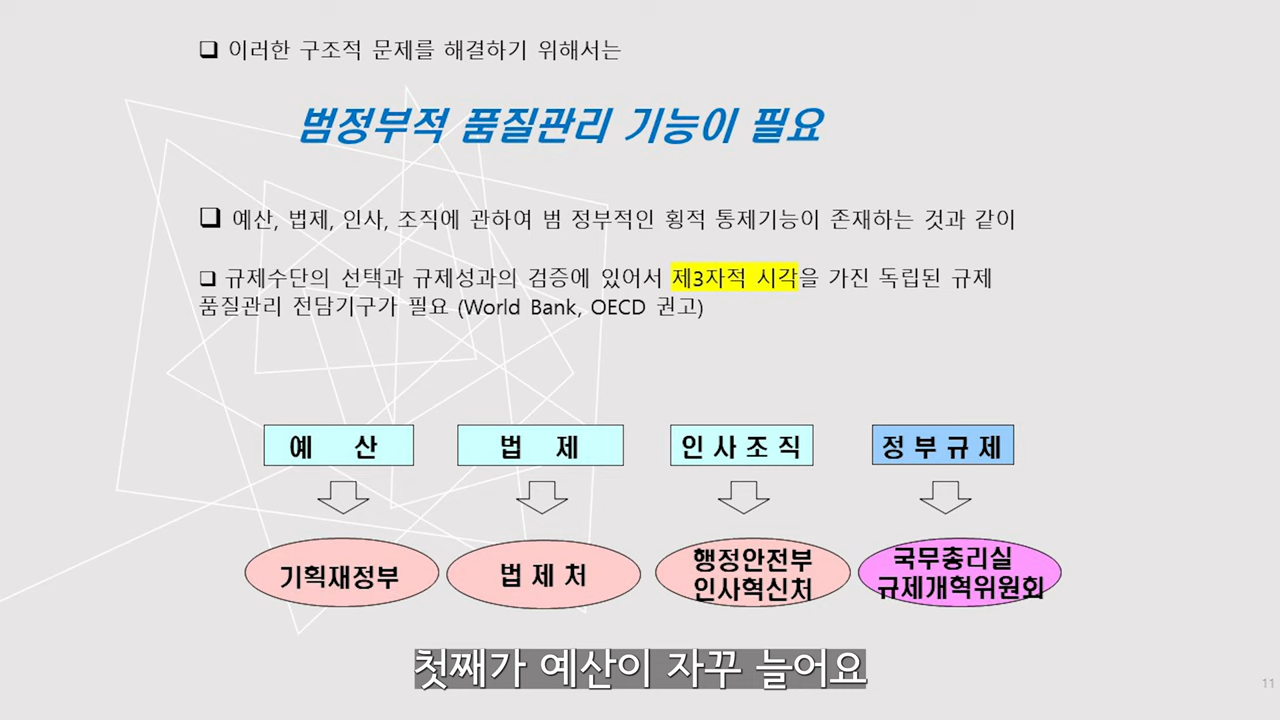 ❑ 이러한 구조적 문제를 해결하기 위해서는
범정부적 품질관리 기능이 필요
❑ 예산, 법제, 인사, 조직에 관하여 범 정부적인 횡적 통제기능이 존재하는 것과 같이
❑ 규제수단의 선택과 규제성과의 검증에 있어서 제3자적 시각을 가진 독립된 규제
품질관리 전담기구가 필요 (World Bank, OECD 권고)
예 산
법 제
인 사 조 직
정 부 규 제
기획재정부
법 제 처
행정안전부
인사혁신처
국무총리실
규제개혁위원회
첫째가 예산이 자꾸 늘어요
11